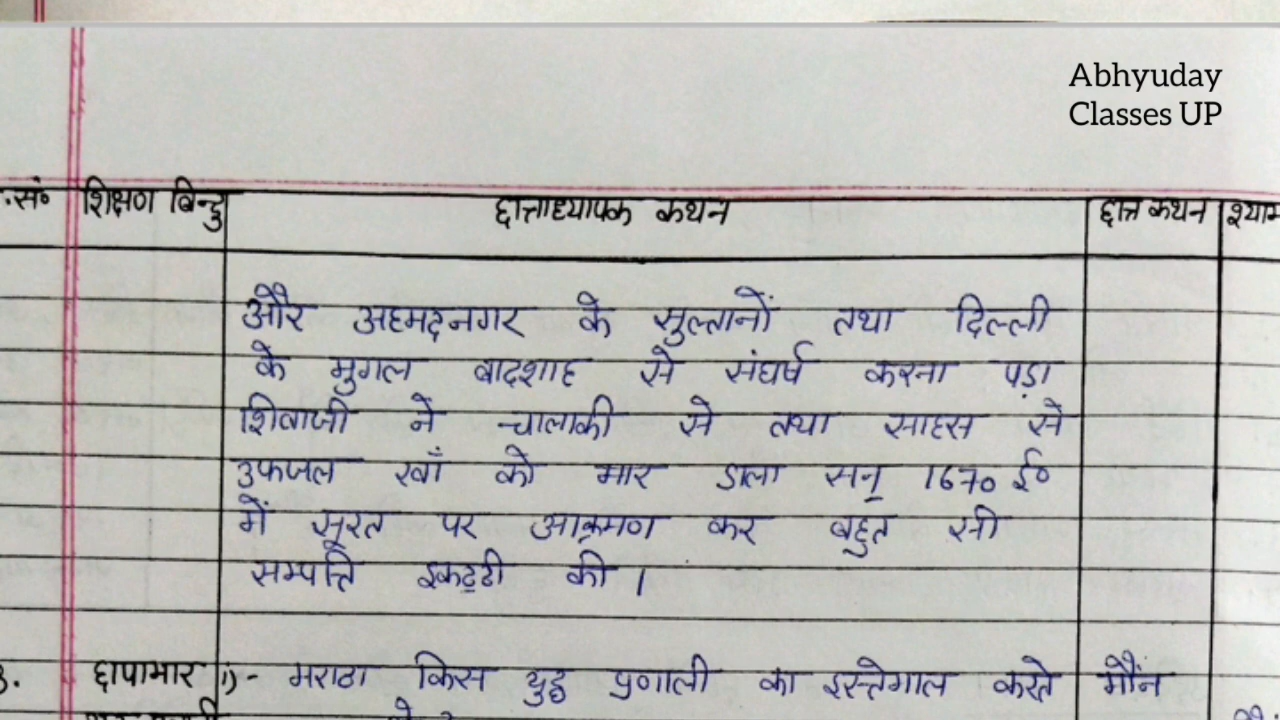 Abhyuday
Classes UP
.सं० शिक्षण बिन्दु छात्ताध्यापक कथन छात्त कथन श्याम
और अहमदनगर के सुल्तानों तथा दिल्ली
के मुगल बादशाह से संघर्ष करना पड़ा
शिवाजी ने चालाकी से तथा साहस से
उफजल खाँ को मार डाला सन् 1670 ई०
में सूरत पर आक्रमण कर बहुत सी
सम्पत्ति इकट्ठी की।
3. छापामार i)- मराठा किस युद्ध प्रणाली का इस्तेगाल करते मौंन